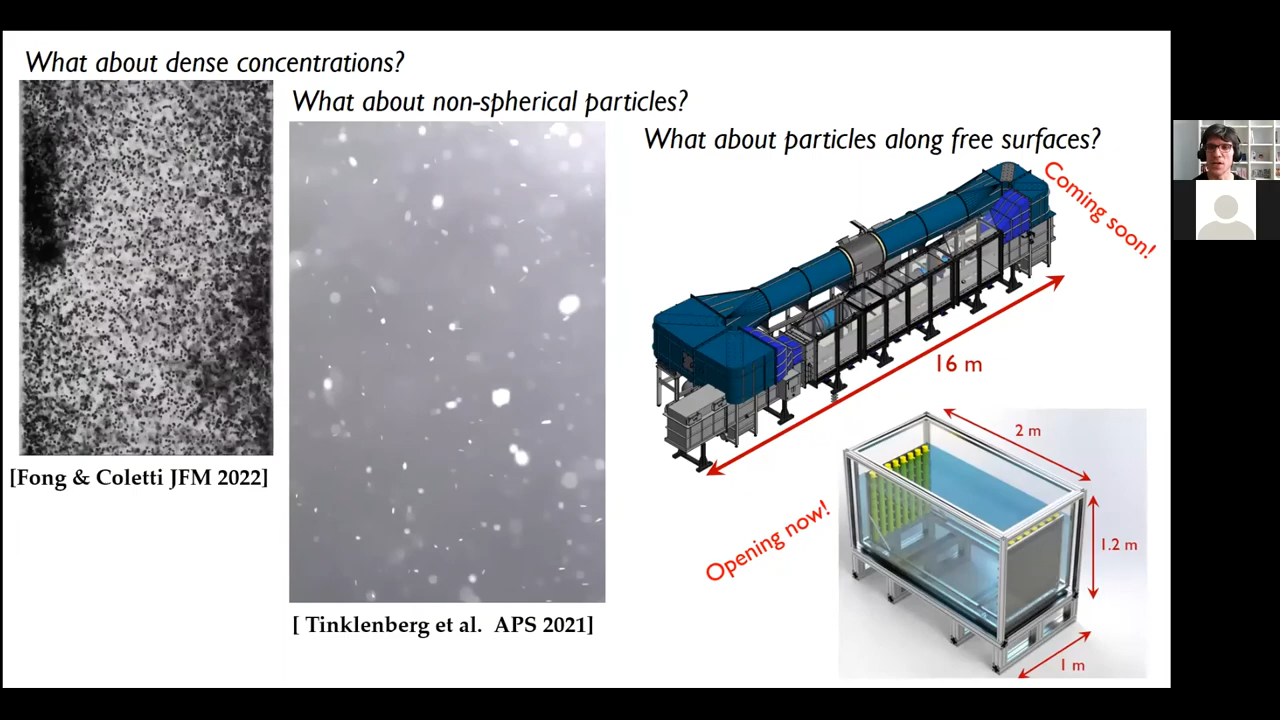 What about dense concentrations?
What about non-spherical particles?
What about particles along free surfaces?
Coming soon!
16 m
[Fong & Coletti JFM 2022]
2 m
Opening now!
1.2 m
[ Tinklenberg et al. APS 2021]
1 m